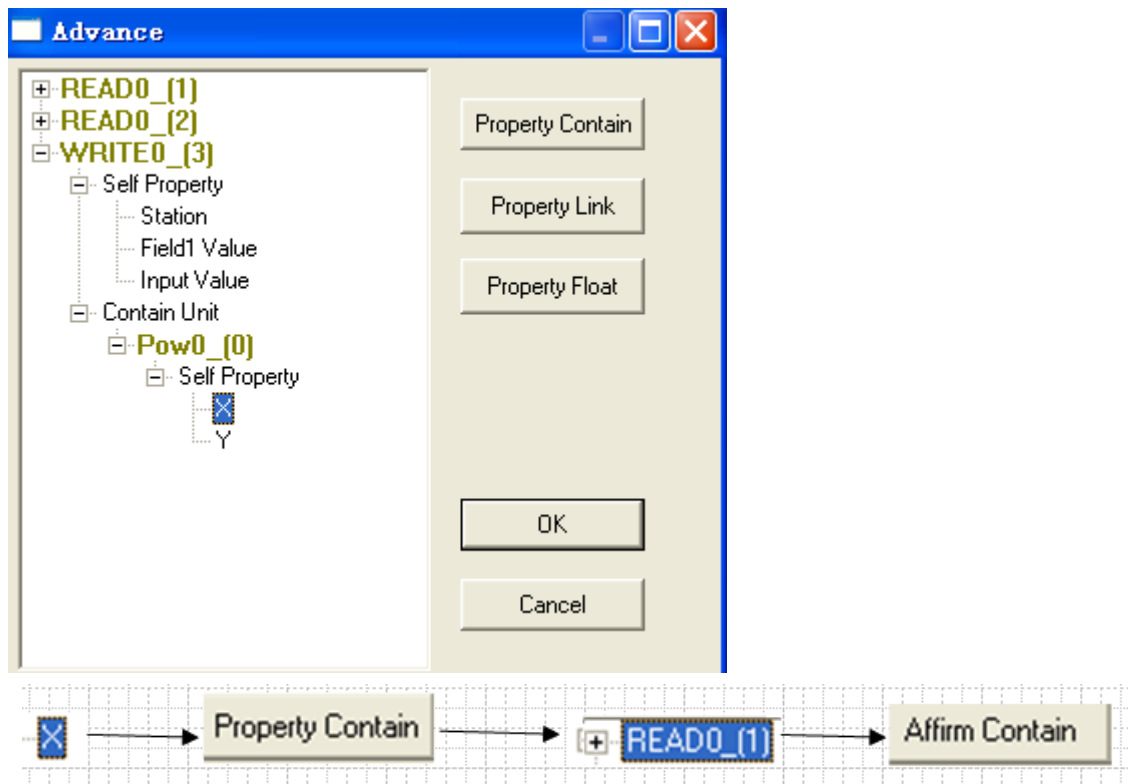 Advance
READ0_(1)
READ0_(2)
WRITE0_(3)
Self Property
Station
Field1 Value
Input Value
Contain Unit
Pow0_(0)
Self Property
X
Y
Property Contain
Property Link
Property Float
OK
Cancel
X Property Contain READ0_(1) Affirm Contain